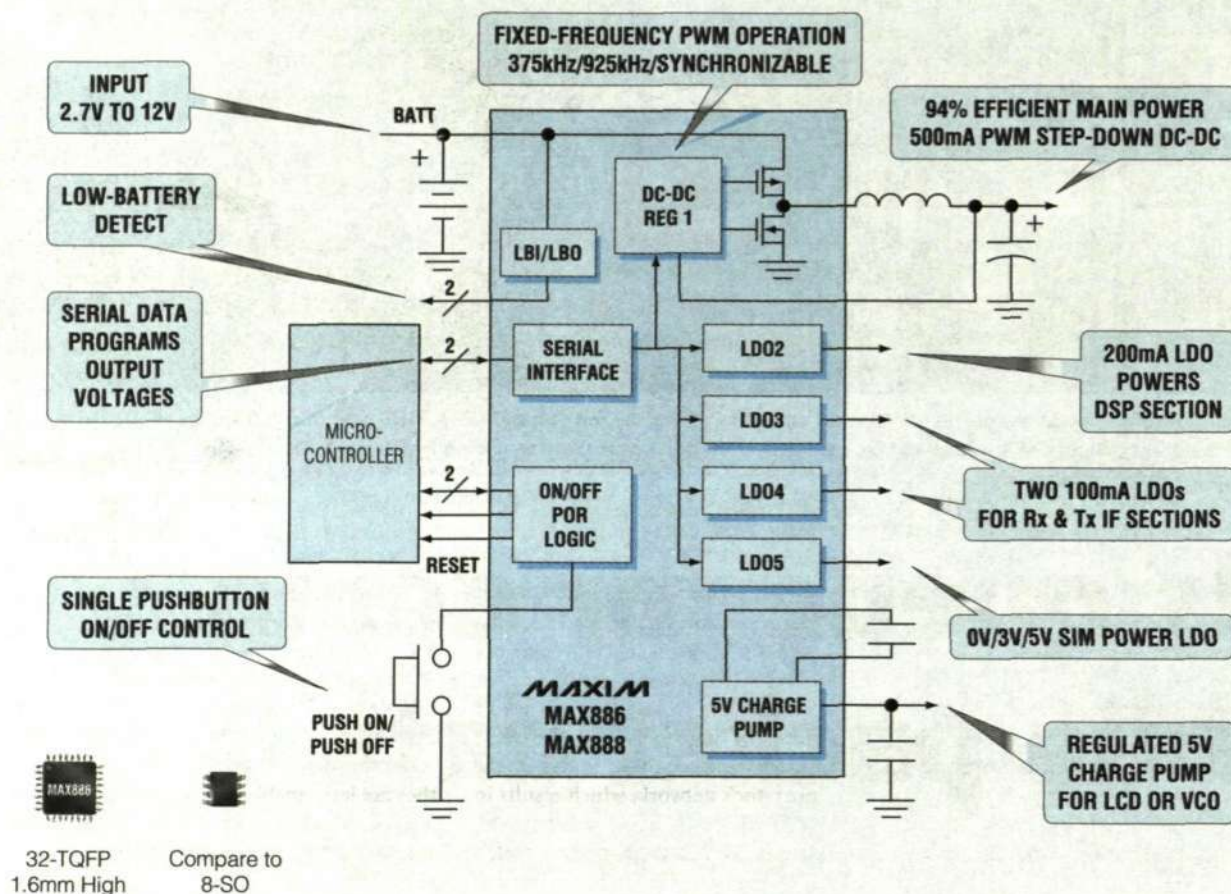 FIXED-FREQUENCY PWM OPERATION
375kHz/925kHz/SYNCHRONIZABLE
INPUT
2.7V TO 12V
BATT
94% EFFICIENT MAIN POWER
500mA PWM STEP-DOWN DC-DC
+
DC-DC
REG 1
LOW-BATTERY
DETECT
+
LBI/LBO
2
SERIAL DATA
PROGRAMS
OUTPUT
VOLTAGES
2
SERIAL
INTERFACE
LDO2
200mA LDO
POWERS
DSP SECTION
MICRO-
CONTROLLER
LDO3
2
ON/OFF
POR
LOGIC
LDO4
TWO 100mA LDOs
FOR Rx & Tx IF SECTIONS
RESET
LDO5
SINGLE PUSHBUTTON
ON/OFF CONTROL
0V/3V/5V SIM POWER LDO
MAXIM
MAX886
MAX888
5V CHARGE
PUMP
PUSH ON/
PUSH OFF
REGULATED 5V
CHARGE PUMP
FOR LCD OR VCO
MAX886
32-TQFP
1.6mm High
Compare to
8-SO